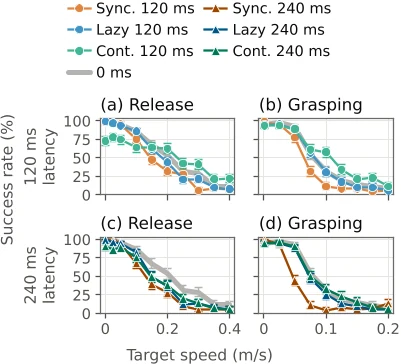 Sync. 120 ms
Sync. 240 ms
Lazy 120 ms
Lazy 240 ms
Cont. 120 ms
Cont. 240 ms
0 ms
Success rate (%)
120 ms
latency
(a) Release
100
75
50
25
0
(b) Grasping
240 ms
latency
(c) Release
100
75
50
25
0
0.0 0.2 0.4
(d) Grasping
0.0 0.1 0.2
Target speed (m/s)